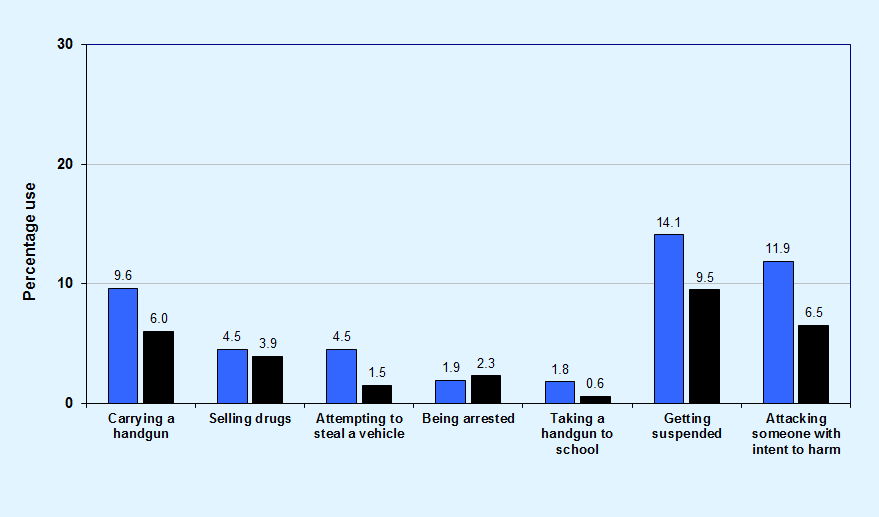 30
20
10
0
Percentage use
9.6
6.0
4.5
3.9
4.5
1.5
1.9
2.3
1.8
0.6
14.1
9.5
11.9
6.5
Carrying a
handgun
Selling drugs
Attempting to
steal a vehicle
Being arrested
Taking a
handgun to
school
Getting
suspended
Attacking
someone with
intent to harm